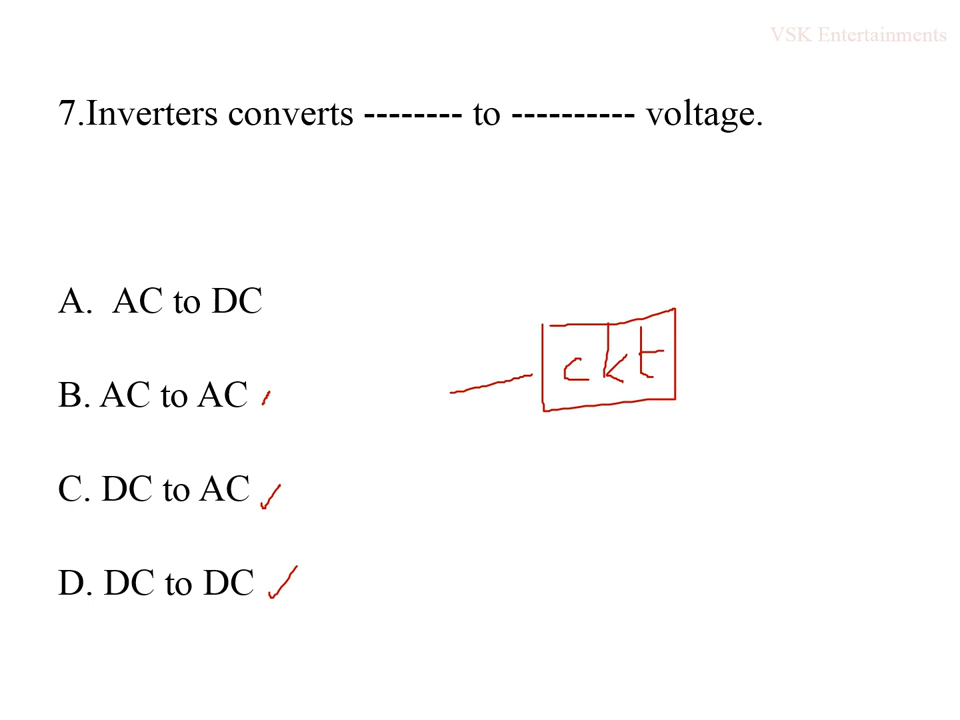 VSK Entertainments
7.Inverters converts -------- to ---------- voltage.
A. AC to DC
ckt
B. AC to AC
C. DC to AC
D. DC to DC